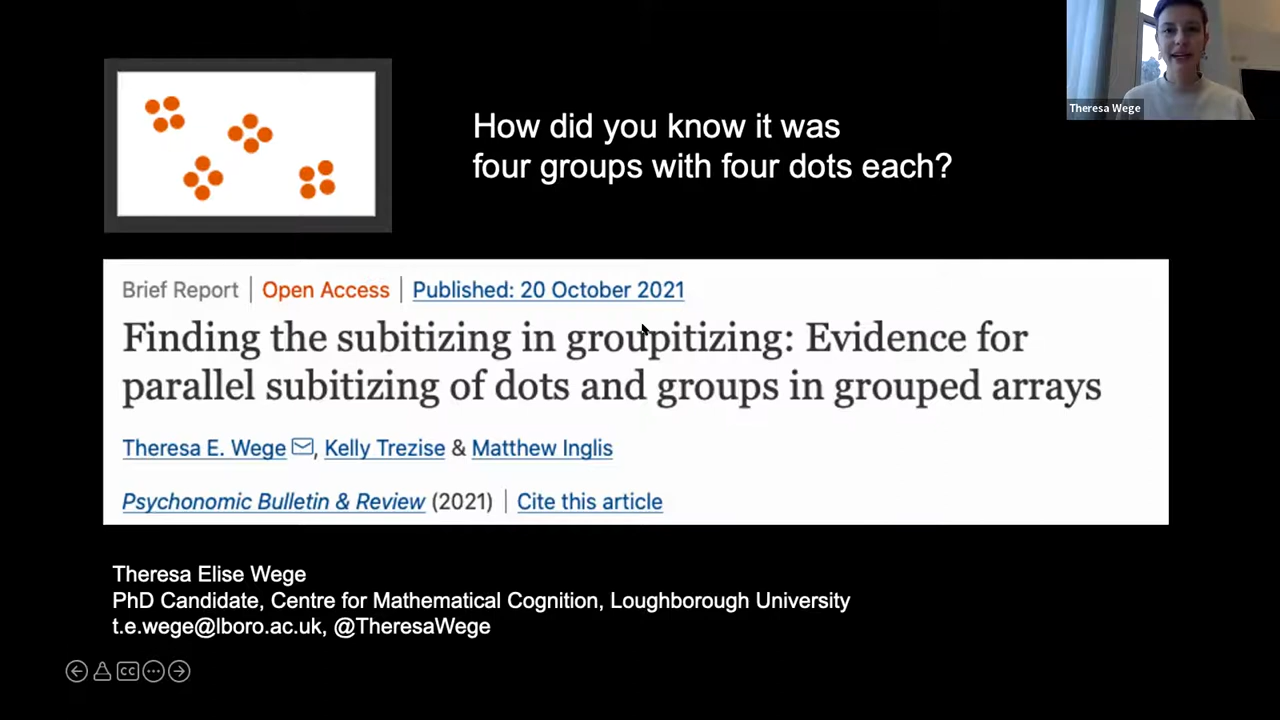 Theresa Wege
How did you know it was
four groups with four dots each?
Brief Report | Open Access | Published: 20 October 2021
Finding the subitizing in groupitizing: Evidence for
parallel subitizing of dots and groups in grouped arrays
Theresa E. Wege, Kelly Trezise & Matthew Inglis
Psychonomic Bulletin & Review (2021) | Cite this article
Theresa Elise Wege
PhD Candidate, Centre for Mathematical Cognition, Loughborough University
t.e.wege@lboro.ac.uk, @TheresaWege
CC